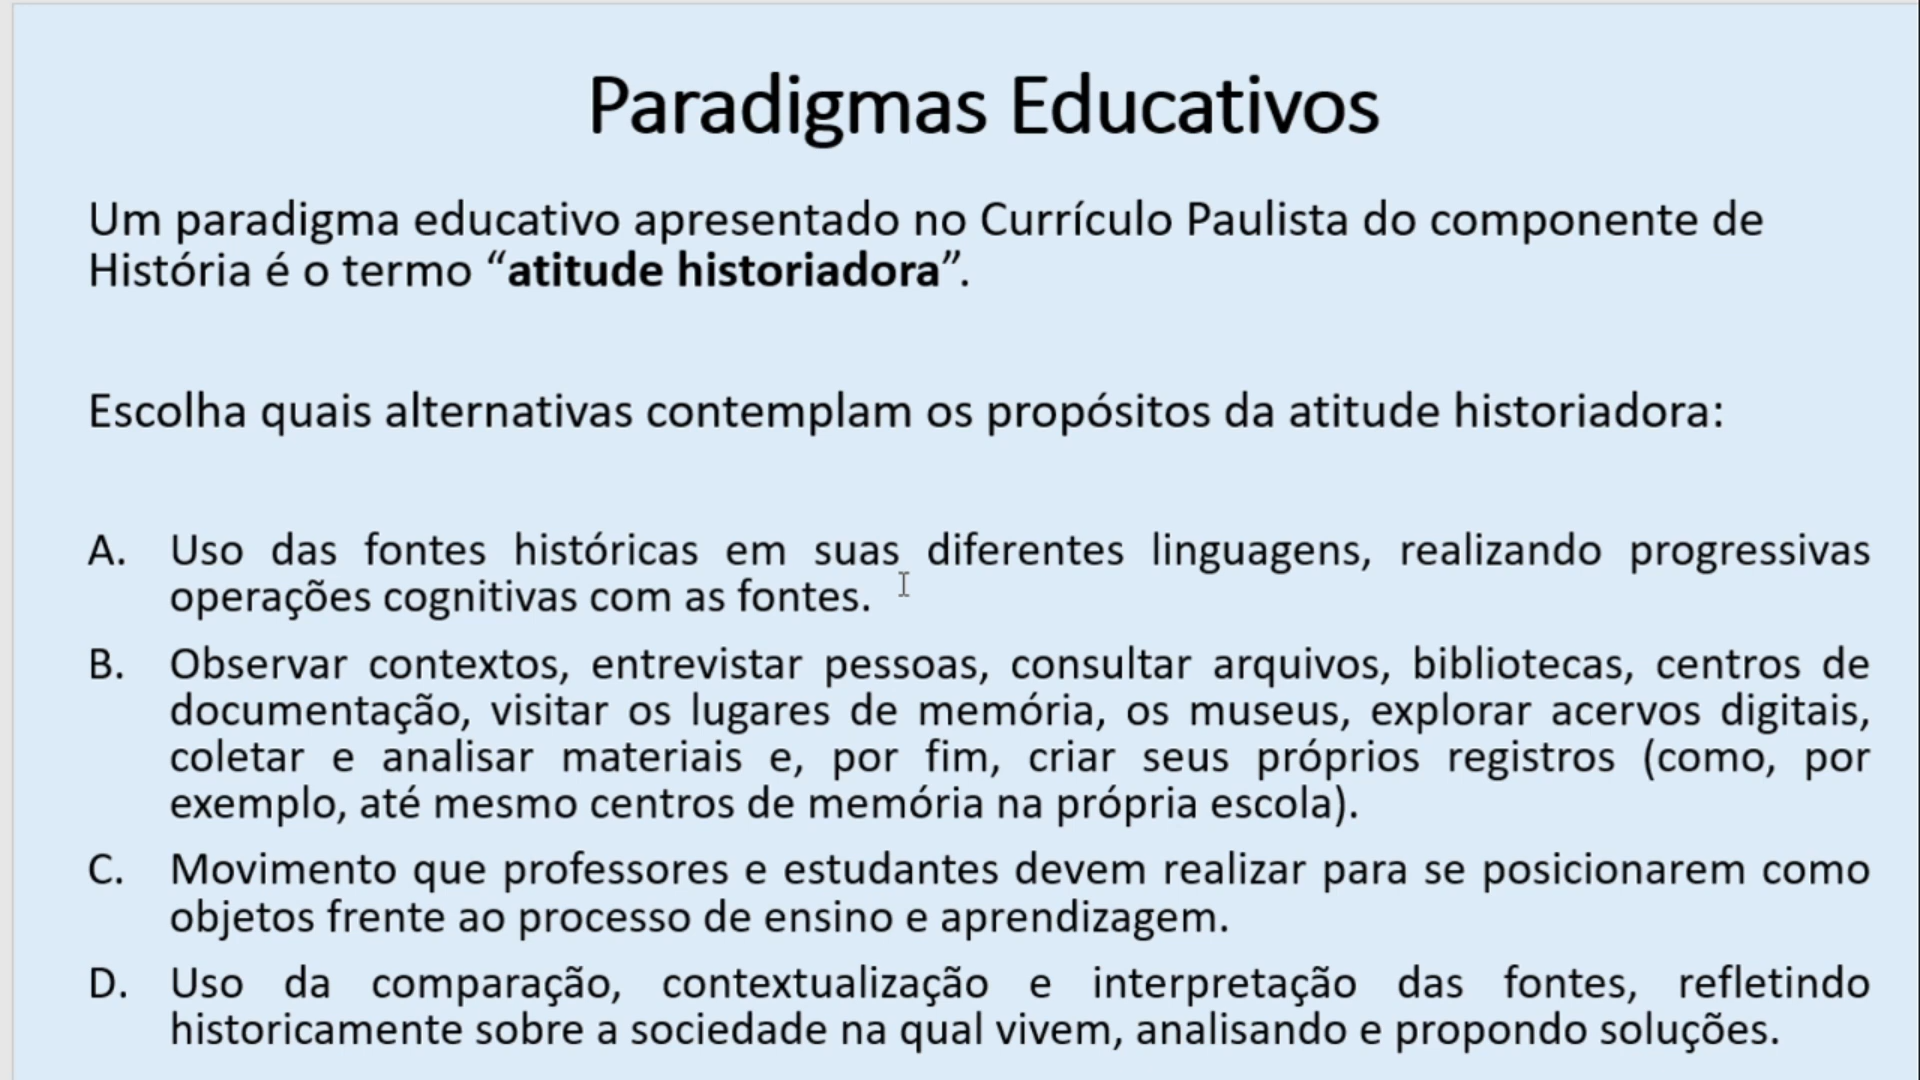 Paradigmas Educativos
Um paradigma educativo apresentado no Currículo Paulista do componente de
História é o termo “atitude historiadora”.
Escolha quais alternativas contemplam os propósitos da atitude historiadora:
A. Uso das fontes históricas em suas diferentes linguagens, realizando progressivas
operações cognitivas com as fontes.
B. Observar contextos, entrevistar pessoas, consultar arquivos, bibliotecas, centros de
documentação, visitar os lugares de memória, os museus, explorar acervos digitais,
coletar e analisar materiais e, por fim, criar seus próprios registros (como, por
exemplo, até mesmo centros de memória na própria escola).
C. Movimento que professores e estudantes devem realizar para se posicionarem como
objetos frente ao processo de ensino e aprendizagem.
D. Uso da comparação, contextualização e interpretação das fontes, refletindo
historicamente sobre a sociedade na qual vivem, analisando e propondo soluções.